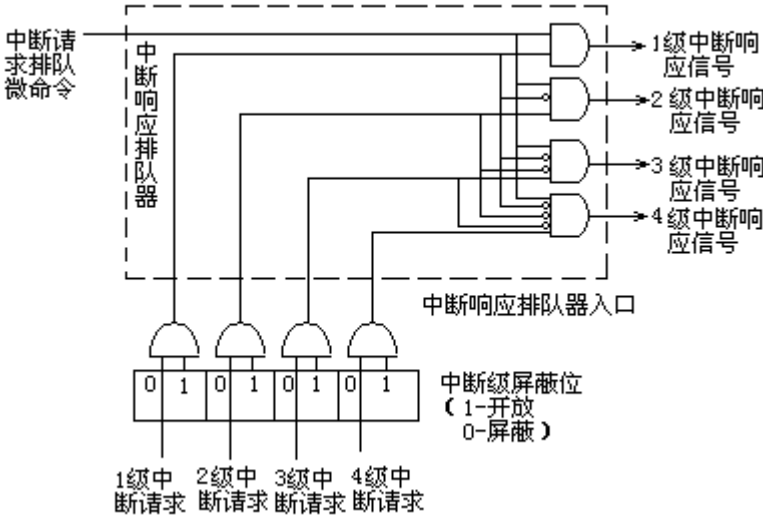 中断请
求排队
微命令
中断响应排队器
1级中断响
应信号
2级中断响
应信号
3级中断响
应信号
4级中断响
应信号
中断响应排队器入口
0 1 0 1 0 1 0 1
中断级屏蔽位
(1-开放
0-屏蔽)
1级中
断请求
2级中
断请求
3级中
断请求
4级中
断请求